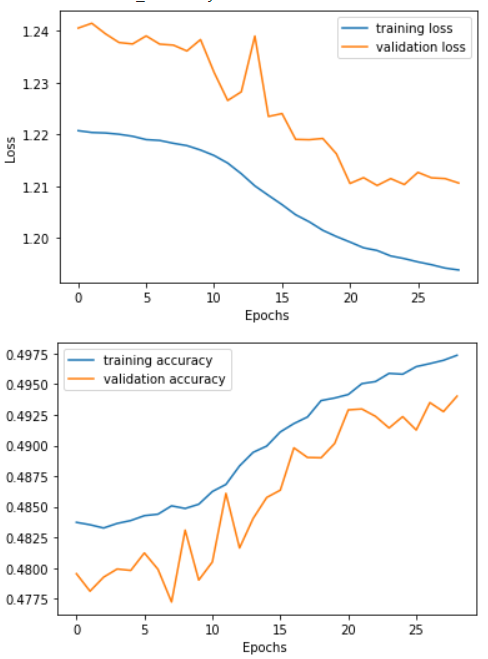 1.24
1.23
1.22
1.21
1.20
Loss
training loss
validation loss
0 5 10 15 20 25
Epochs
0.4975
0.4950
0.4925
0.4900
0.4875
0.4850
0.4825
0.4800
0.4775
training accuracy
validation accuracy
0 5 10 15 20 25
Epochs